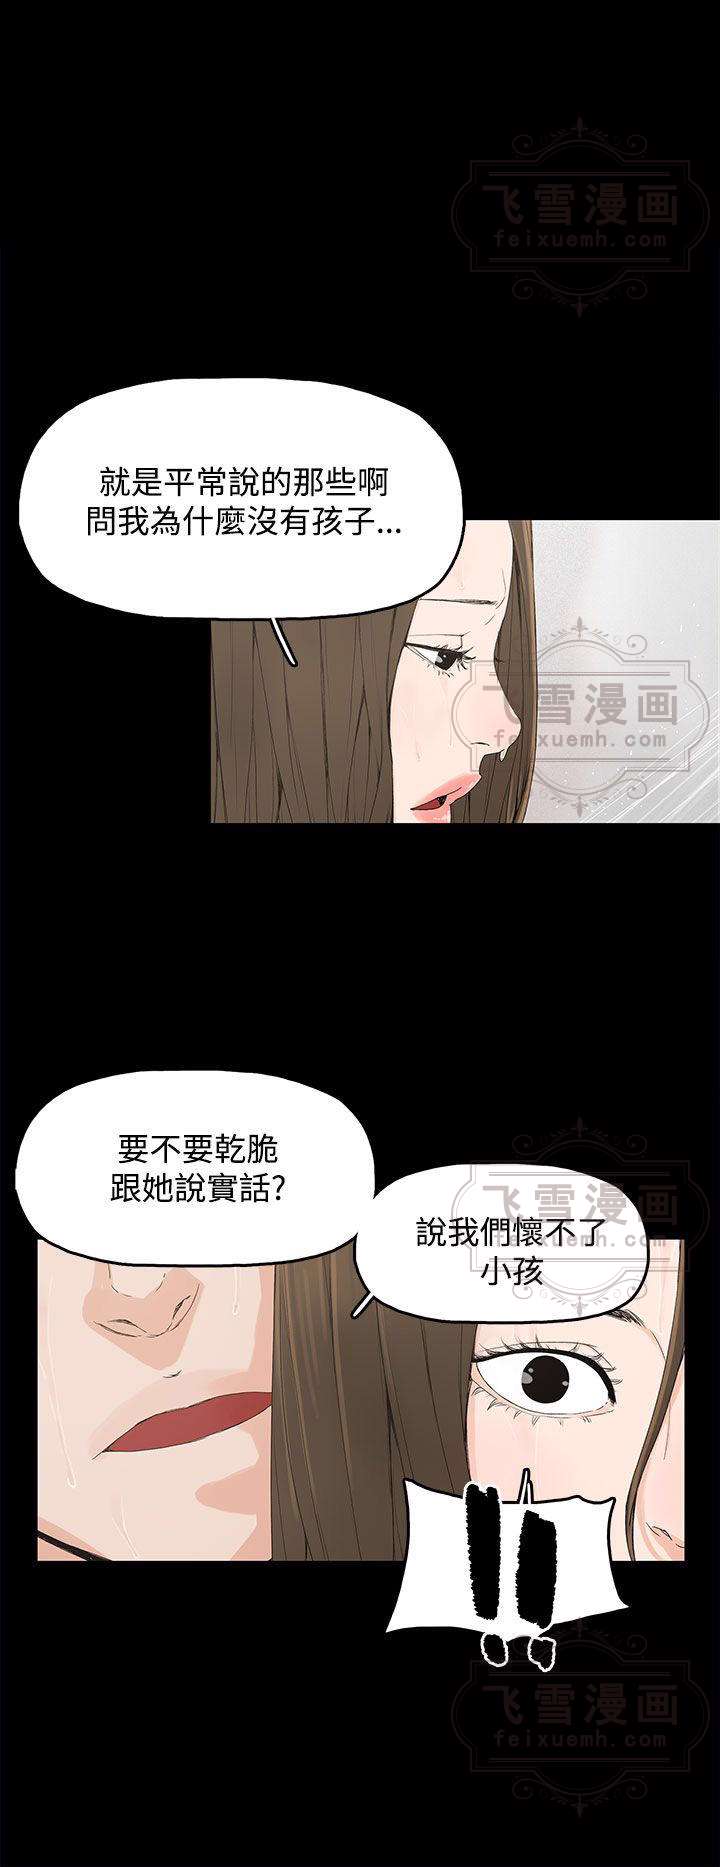 飞雪漫画
feixuemh.com
就是平常說的那些啊
問我為什麼沒有孩子...
飞雪漫画
feixuemh.com
要不要乾脆
跟她說實話?
飞雪漫画
feixuemh.com
說我們懷不了
小孩
!!
飞雪漫画
feixuemh.com